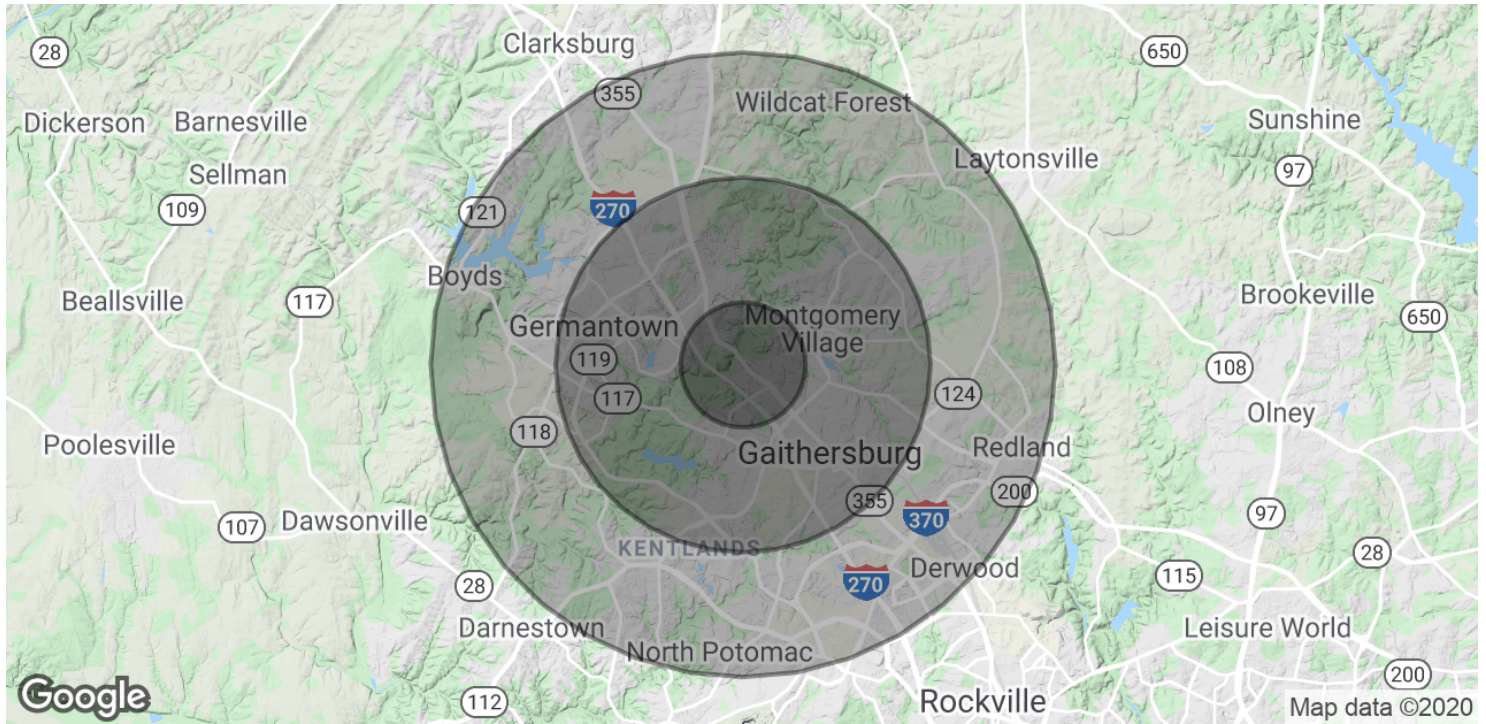 28
Clarksburg
650
355
Wildcat Forest
Dickerson
Barnesville
Sunshine
Laytonsville
97
Sellman
109
121
270
Boyds
Beallsville
117
Brookeville
650
Germantown
Montgomery
Village
119
108
117
124
Olney
118
Poolesville
Gaithersburg
Redland
200
355
107
Dawsonville
370
97
KENTLANDS
28
Derwood
270
115
28
Darnestown
Leisure World
North Potomac
200
Google
112
Rockville
Map data ©2020